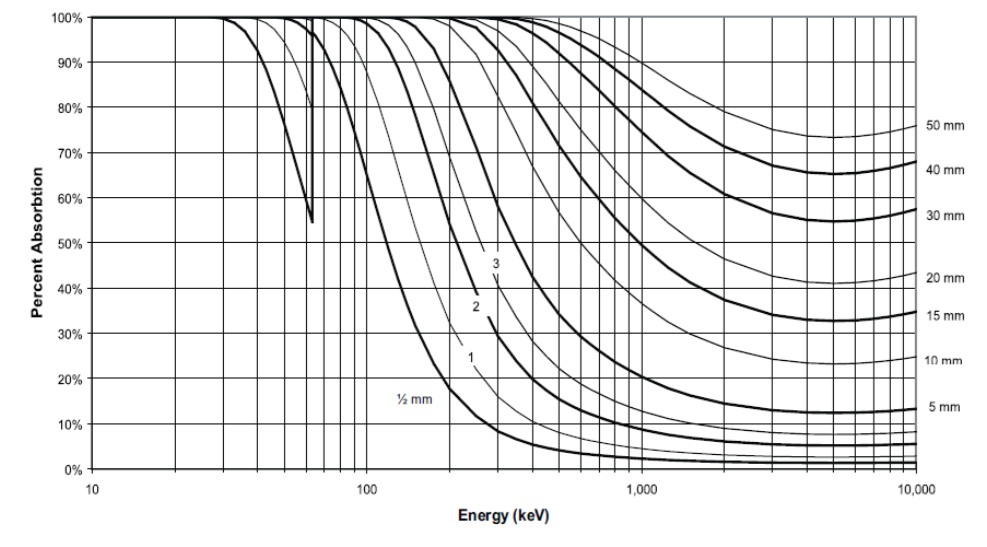 100%
90%
80%
70%
60%
50%
40%
30%
20%
10%
0%
Percent Absorbtion
50 mm
40 mm
30 mm
20 mm
15 mm
10 mm
5 mm
3
2
1
½ mm
10
100
1,000
10,000
Energy (keV)